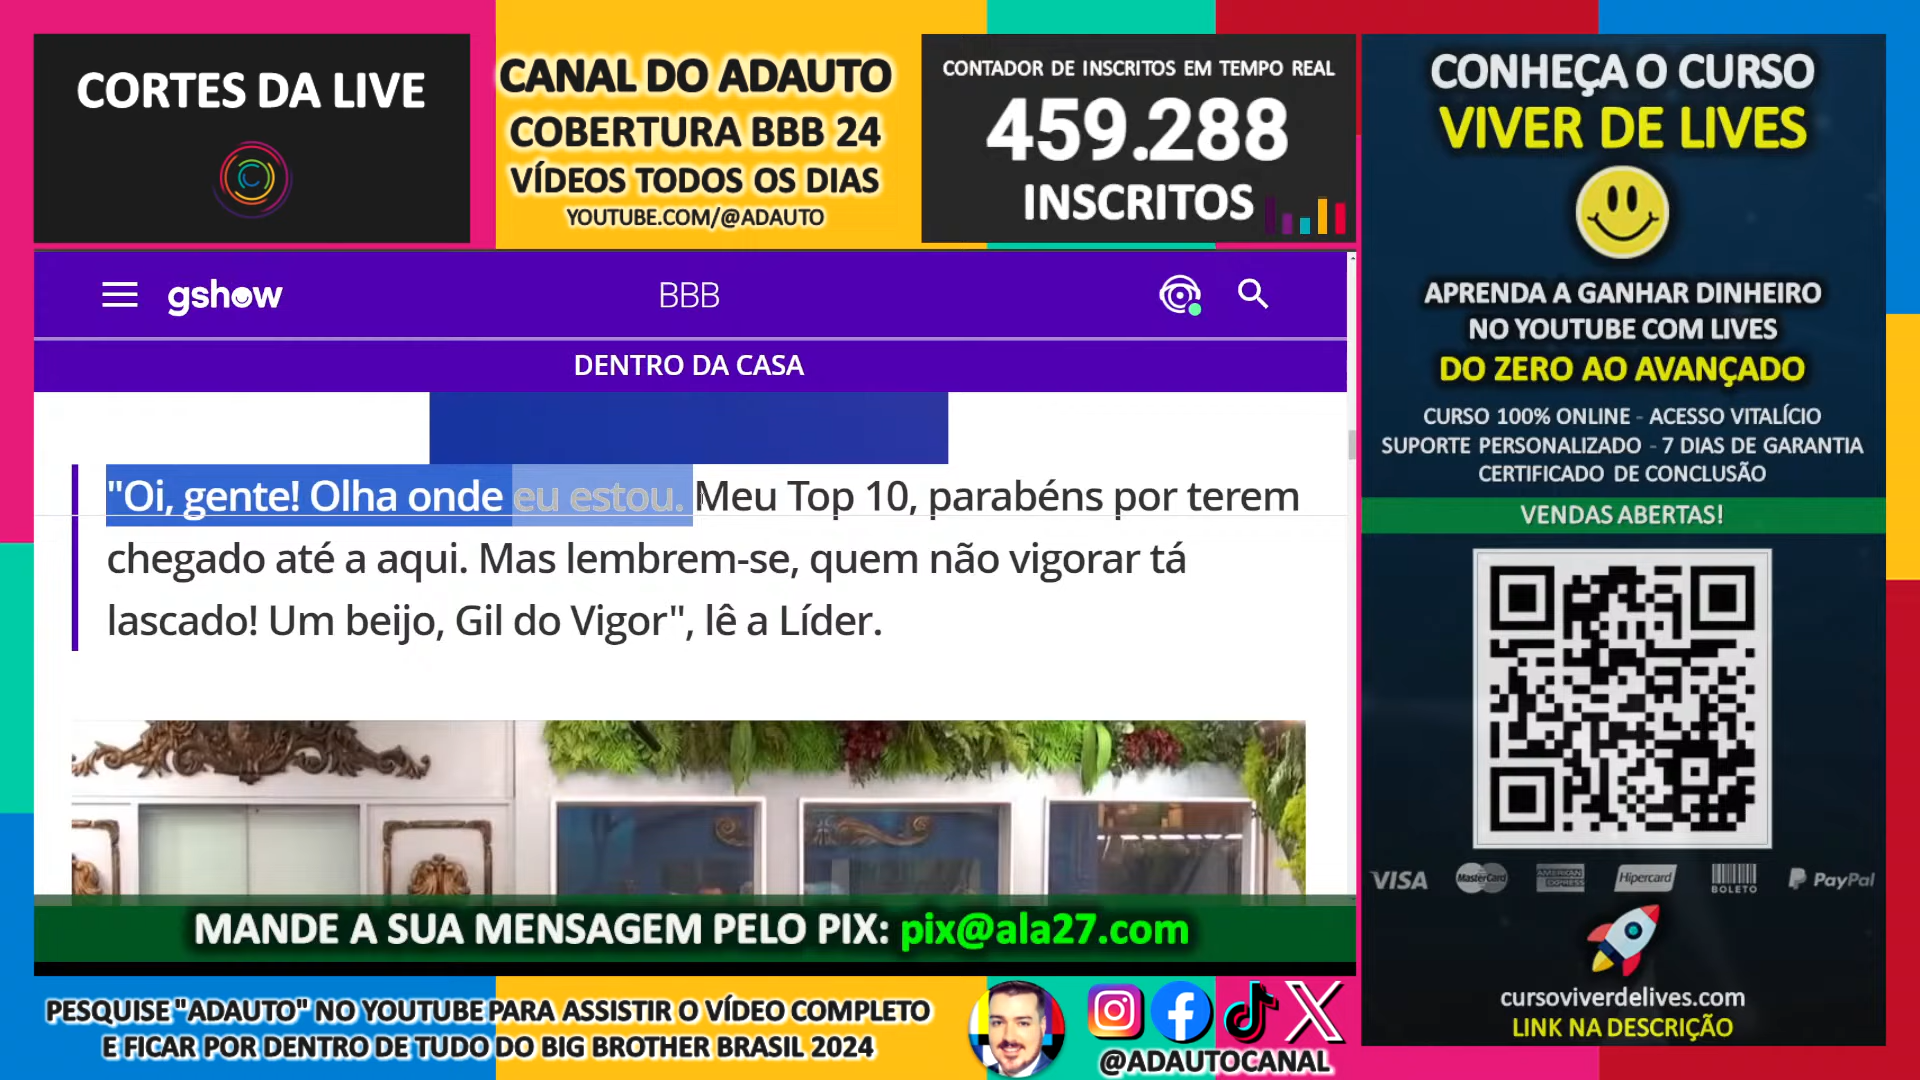 CORTES DA LIVE
CANAL DO ADAUTO
COBERTURA BBB 24
VÍDEOS TODOS OS DIAS
YOUTUBE.COM/@ADAUTO
CONTADOR DE INSCRITOS EM TEMPO REAL
459.288
INSCRITOS
gshow
BBB
DENTRO DA CASA
"Oi, gente! Olha onde eu estou. Meu Top 10, parabéns por terem
chegado até a aqui. Mas lembrem-se, quem não vigorar tá
lascado! Um beijo, Gil do Vigor", lê a Líder.
MANDE A SUA MENSAGEM PELO PIX: pix@ala27.com
PESQUISE "ADAUTO" NO YOUTUBE PARA ASSISTIR O VÍDEO COMPLETO
E FICAR POR DENTRO DE TUDO DO BIG BROTHER BRASIL 2024
@ADAUTOCANAL
CONHEÇA O CURSO
VIVER DE LIVES
APRENDA A GANHAR DINHEIRO
NO YOUTUBE COM LIVES
DO ZERO AO AVANÇADO
CURSO 100% ONLINE - ACESSO VITALÍCIO
SUPORTE PERSONALIZADO - 7 DIAS DE GARANTIA
CERTIFICADO DE CONCLUSÃO
VENDAS ABERTAS!
VISA MasterCard AMERICAN EXPRESS Hipercard BOLETO PayPal
cursoviverdelives.com
LINK NA DESCRIÇÃO